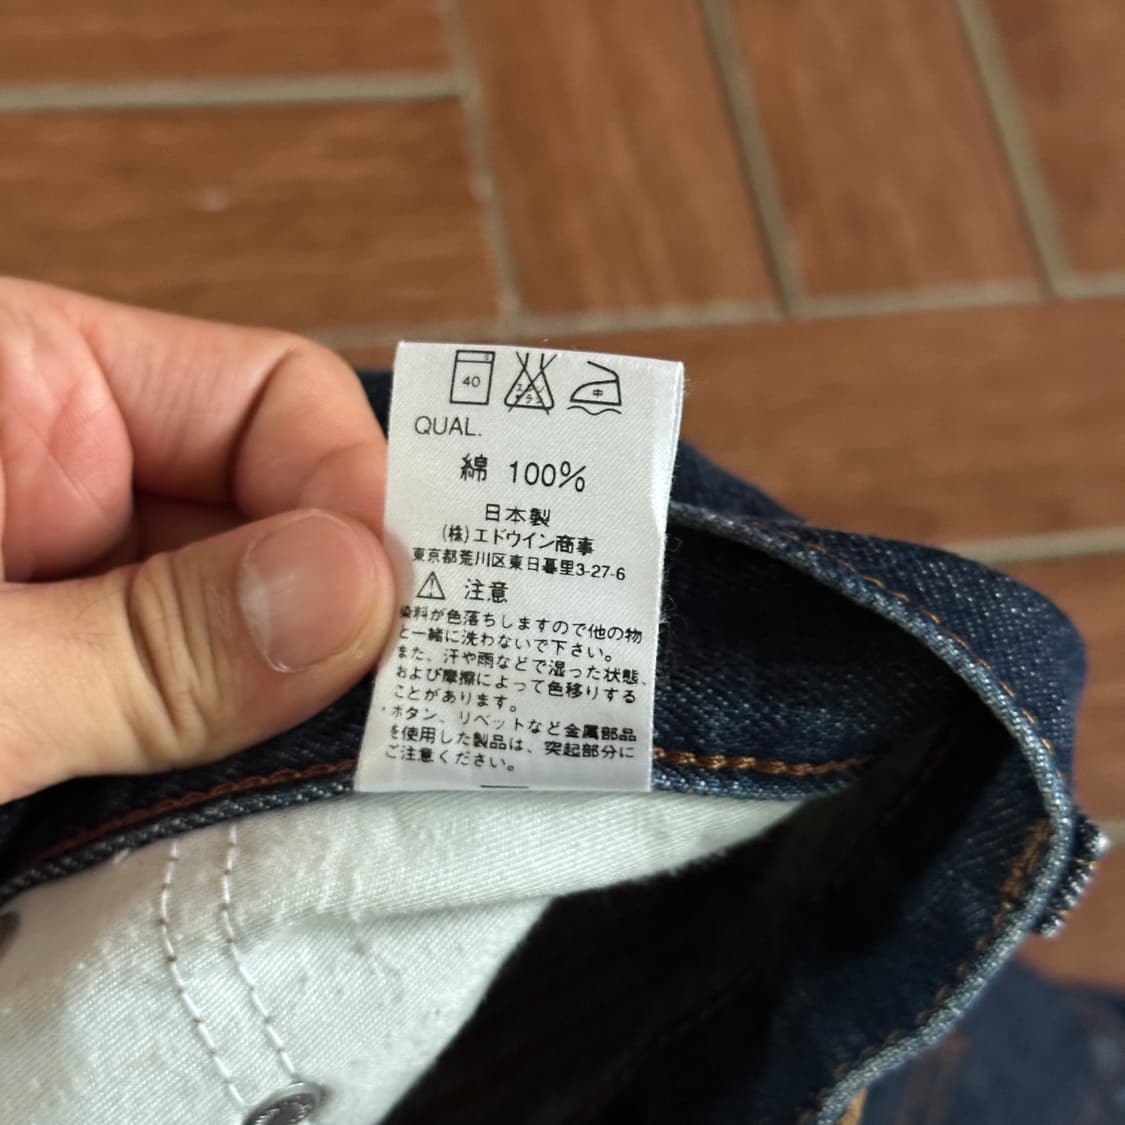 40
エンソ
サラシ
中
QUAL.
綿 100%
日本製
(株)エドウイン商事
東京都荒川区東日暮里3-27-6
注意
染料が色落ちしますので他の物
と一緒に洗わないで下さい。
また、汗や雨などで湿った状態、
および摩擦によって色移りする
ことがあります。
・ボタン、リベットなど金属部品
を使用した製品は、突起部分に
ご注意ください。